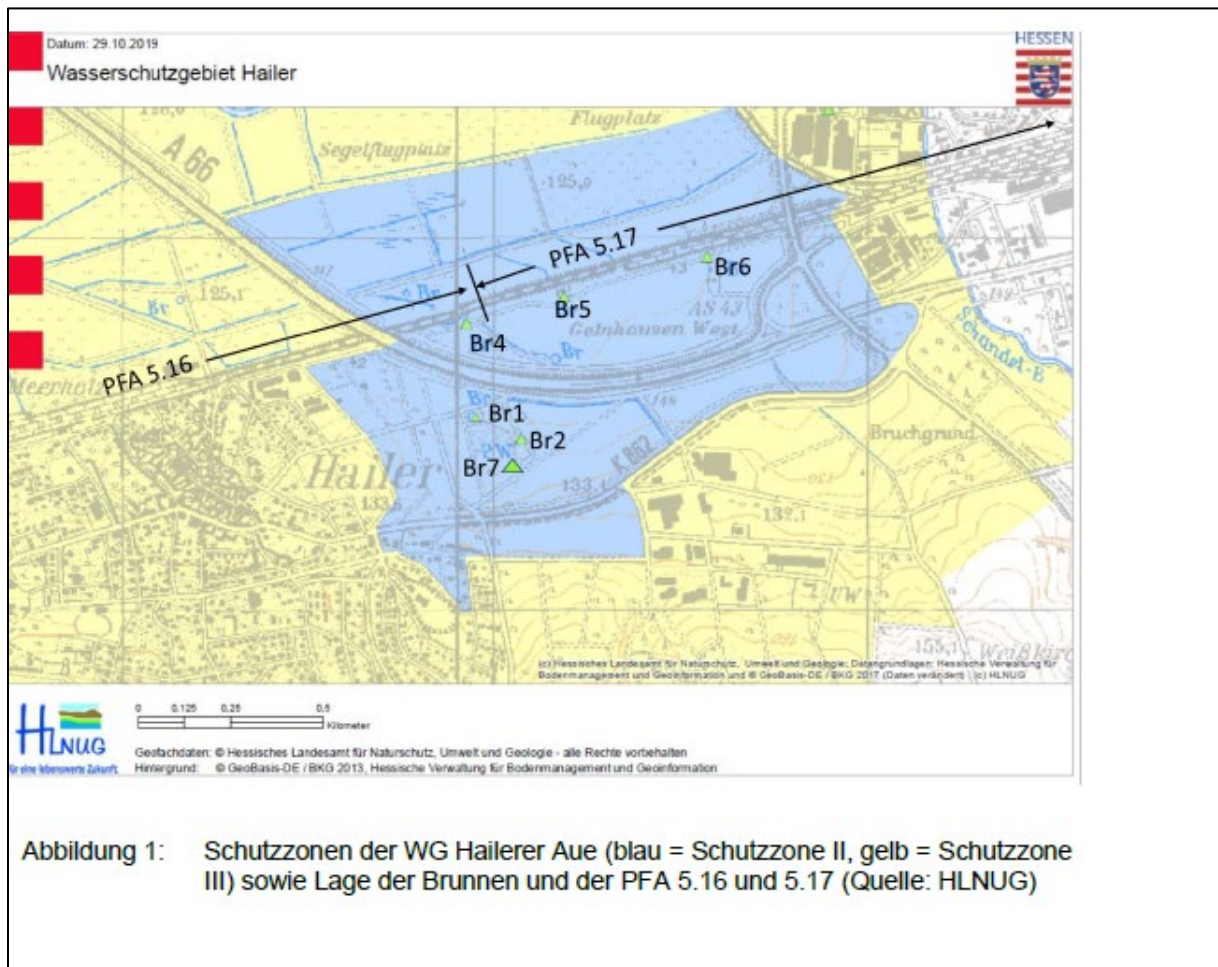 Datum: 29.10.2019
HESSEN
Wasserschutzgebiet Hailer
Flugplatz
Segelflugplatz
A 66
125,9
PFA 5.17
Br6
Br
125,1
Br
Br5
AS 43
Gelnhausen West
Br4
Br
PFA 5.16
Meerholz
Br
Br1
Br2
Hailer
Br7
K 862
133,1
Bruchgrund
132,1
UW
155,1
(c) Hessisches Landesamt für Naturschutz, Umwelt und Geologie; Datengrundlagen: Hessische Verwaltung für
Bodenmanagement und Geoinformation und © GeoBasis-DE / BKG 2017 (Daten verändert) (c) HLNUG
0 0.125 0.25 0.5
Kilometer
HLNUG
für eine lebenswerte Zukunft
Geofachdaten: © Hessisches Landesamt für Naturschutz, Umwelt und Geologie - alle Rechte vorbehalten
Hintergrund: © GeoBasis-DE / BKG 2013, Hessische Verwaltung für Bodenmanagement und Geoinformation
Abbildung 1: Schutzzonen der WG Hailerer Aue (blau = Schutzzone II, gelb = Schutzzone
III) sowie Lage der Brunnen und der PFA 5.16 und 5.17 (Quelle: HLNUG)